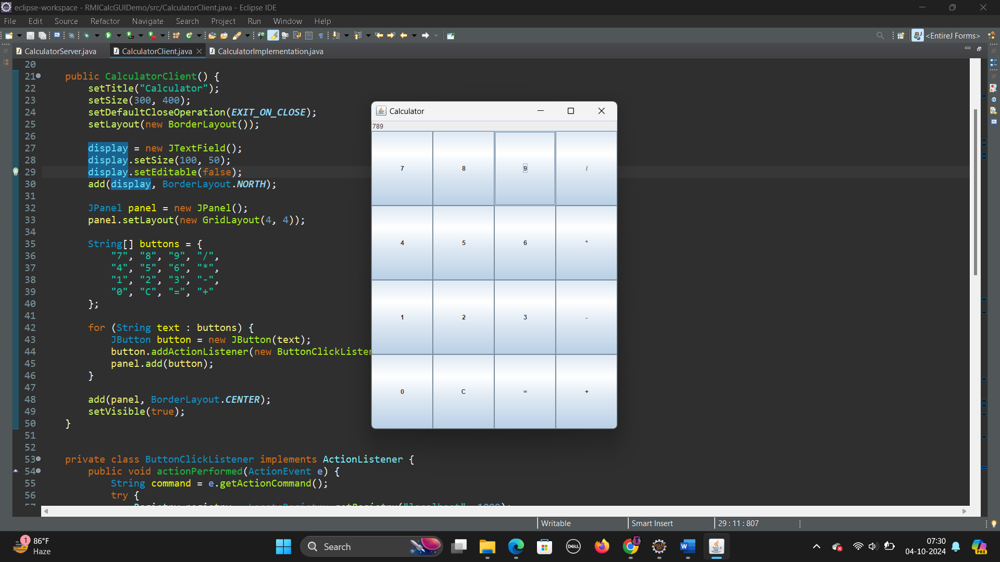 eclipse-workspace - RMICalcGUIDemo/src/CalculatorClient.java - Eclipse IDE
File Edit Source Refactor Navigate Search Project Run Window Help
<EntireJ Forms>
CalculatorServer.java CalculatorClient.java CalculatorImplementation.java
20
21 public CalculatorClient() {
22 setTitle("Calculator");
23 setSize(300, 400);
24 setDefaultCloseOperation(EXIT_ON_CLOSE);
25 setLayout(new BorderLayout());
26
27 display = new JTextField();
28 display.setSize(100, 50);
29 display.setEditable(false);
30 add(display, BorderLayout.NORTH);
31
32 JPanel panel = new JPanel();
33 panel.setLayout(new GridLayout(4, 4));
34
35 String[] buttons = {
36 "7", "8", "9", "/",
37 "4", "5", "6", "*",
38 "1", "2", "3", "-",
39 "0", "C", "=", "+"
40 };
41
42 for (String text : buttons) {
43 JButton button = new JButton(text);
44 button.addActionListener(new ButtonClickListen
45 panel.add(button);
46 }
47
48 add(panel, BorderLayout.CENTER);
49 setVisible(true);
50 }
51
52
53 private class ButtonClickListener implements ActionListener {
54 public void actionPerformed(ActionEvent e) {
55 String command = e.getActionCommand();
56 try {
Calculator
789
7 8 9 /
4 5 6 *
1 2 3 -
0 C = +
Writable Smart Insert 29 : 11 : 807
1
86°F
Haze
Search
DELL
PRE
07:30
04-10-2024